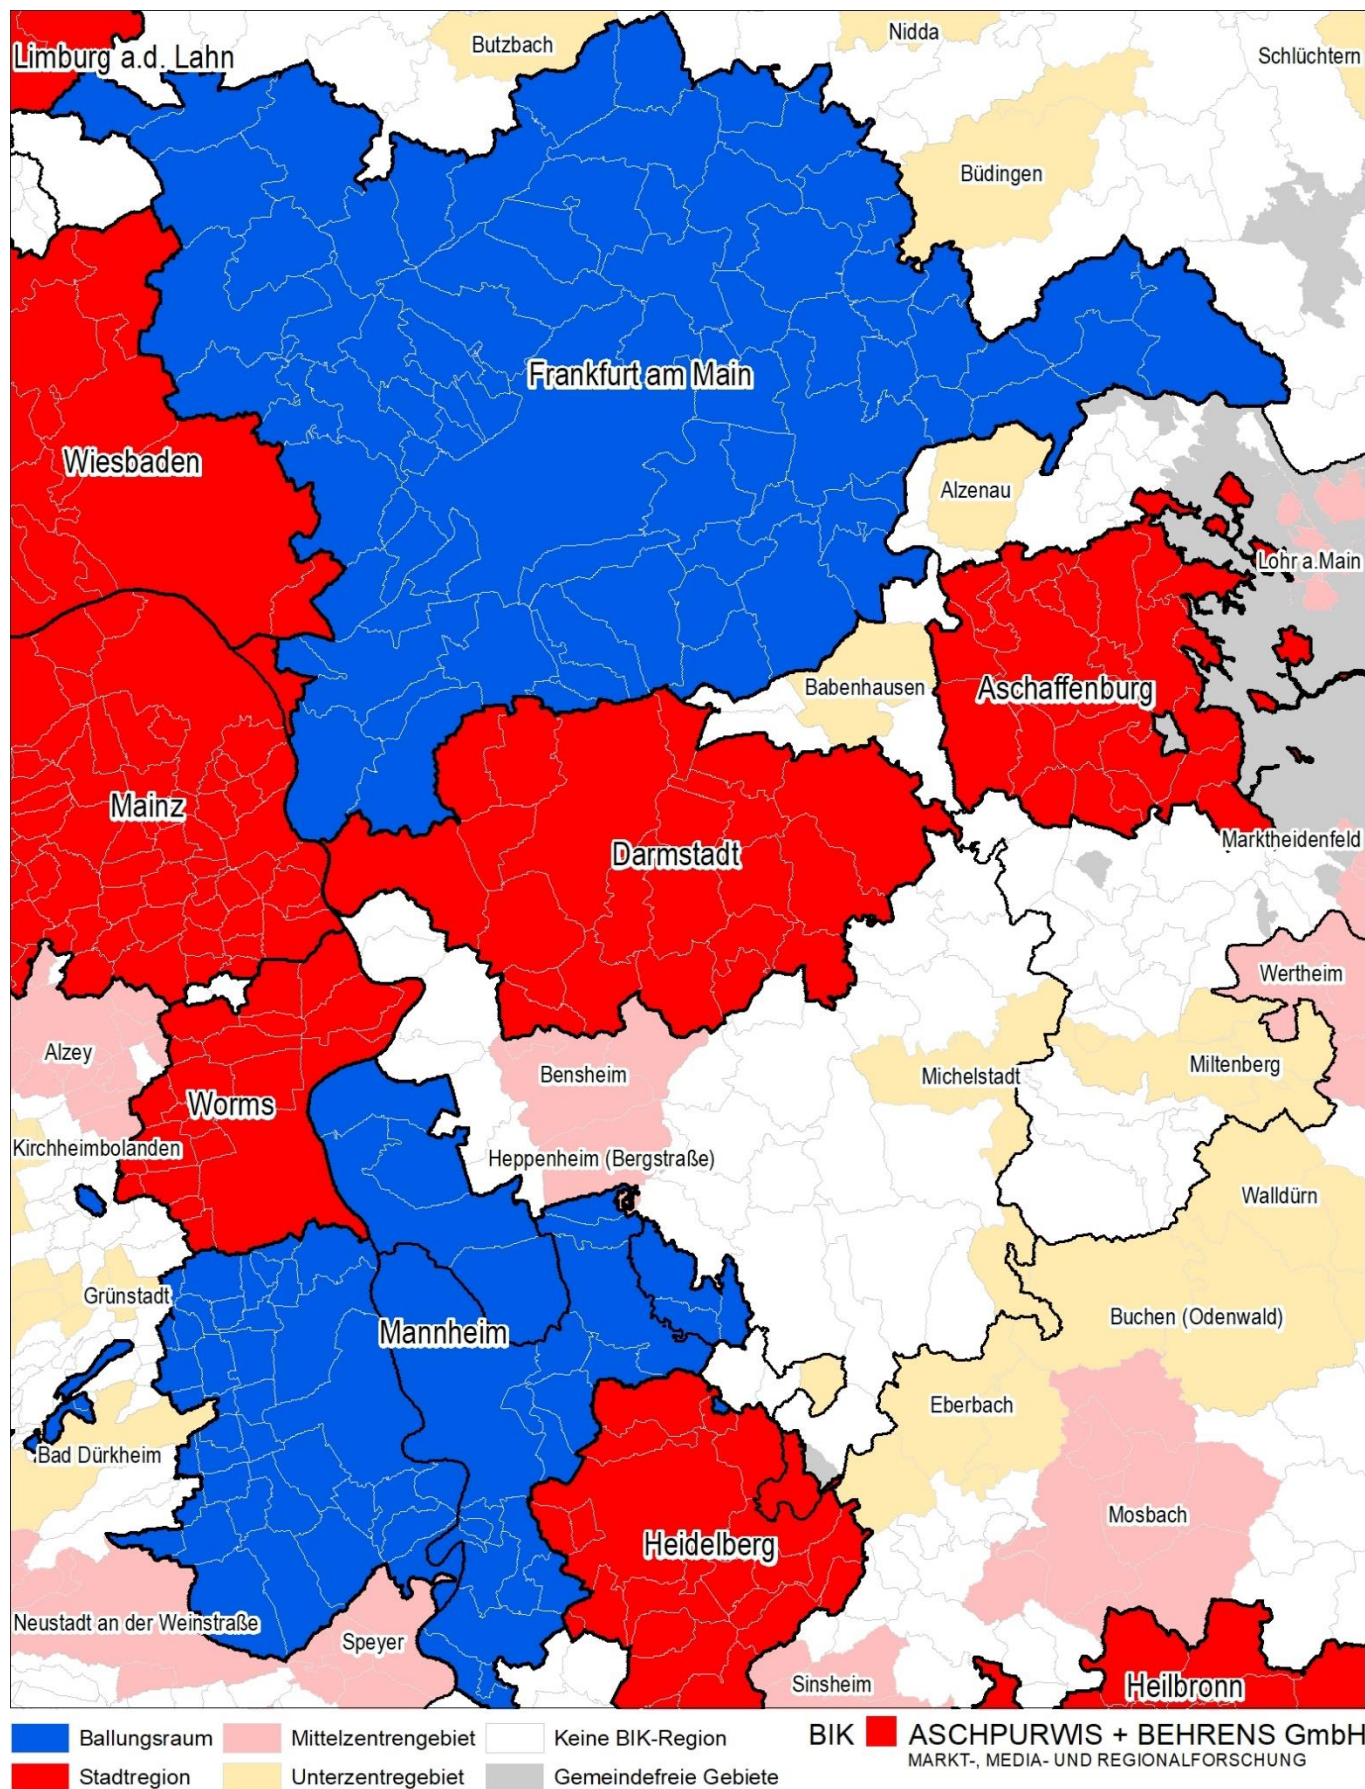 Limburg a.d. Lahn
Butzbach
Nidda
Schlüchtern
Büdingen
Frankfurt am Main
Wiesbaden
Alzenau
Lohr a.Main
Babenhausen
Aschaffenburg
Mainz
Darmstadt
Marktheidenfeld
Wertheim
Alzey
Bensheim
Michelstadt
Miltenberg
Worms
Kirchheimbolanden
Heppenheim (Bergstraße)
Walldürn
Grünstadt
Mannheim
Buchen (Odenwald)
Eberbach
Bad Dürkheim
Mosbach
Heidelberg
Neustadt an der Weinstraße
Speyer
Sinsheim
Heilbronn
Ballungsraum
Mittelzentrengebiet
Keine BIK-Region
Stadtregion
Unterzentregebiet
Gemeindefreie Gebiete
BIK ASCHPURWIS + BEHRENS GmbH
MARKT-, MEDIA- UND REGIONALFORSCHUNG